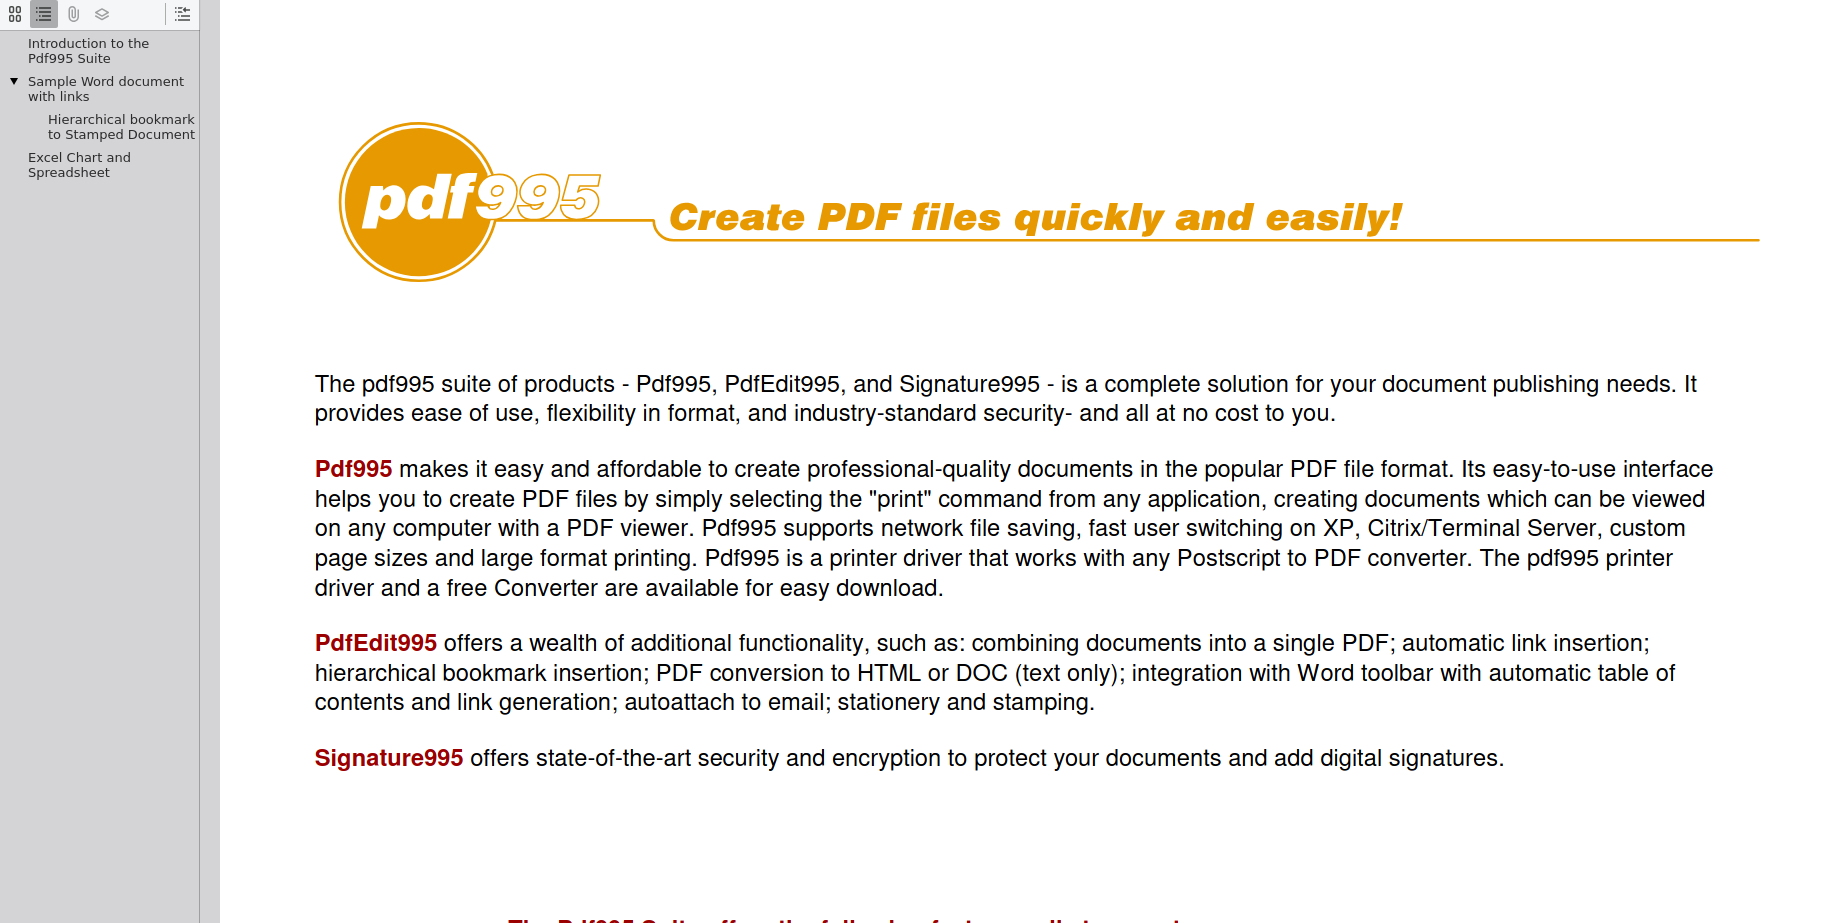 Introduction to the
Pdf995 Suite
Sample Word document
with links
Hierarchical bookmark
to Stamped Document
Excel Chart and
Spreadsheet
pdf995
Create PDF files quickly and easily!
The pdf995 suite of products - Pdf995, PdfEdit995, and Signature995 - is a complete solution for your document publishing needs. It
provides ease of use, flexibility in format, and industry-standard security- and all at no cost to you.
Pdf995 makes it easy and affordable to create professional-quality documents in the popular PDF file format. Its easy-to-use interface
helps you to create PDF files by simply selecting the "print" command from any application, creating documents which can be viewed
on any computer with a PDF viewer. Pdf995 supports network file saving, fast user switching on XP, Citrix/Terminal Server, custom
page sizes and large format printing. Pdf995 is a printer driver that works with any Postscript to PDF converter. The pdf995 printer
driver and a free Converter are available for easy download.
PdfEdit995 offers a wealth of additional functionality, such as: combining documents into a single PDF; automatic link insertion;
hierarchical bookmark insertion; PDF conversion to HTML or DOC (text only); integration with Word toolbar with automatic table of
contents and link generation; autoattach to email; stationery and stamping.
Signature995 offers state-of-the-art security and encryption to protect your documents and add digital signatures.